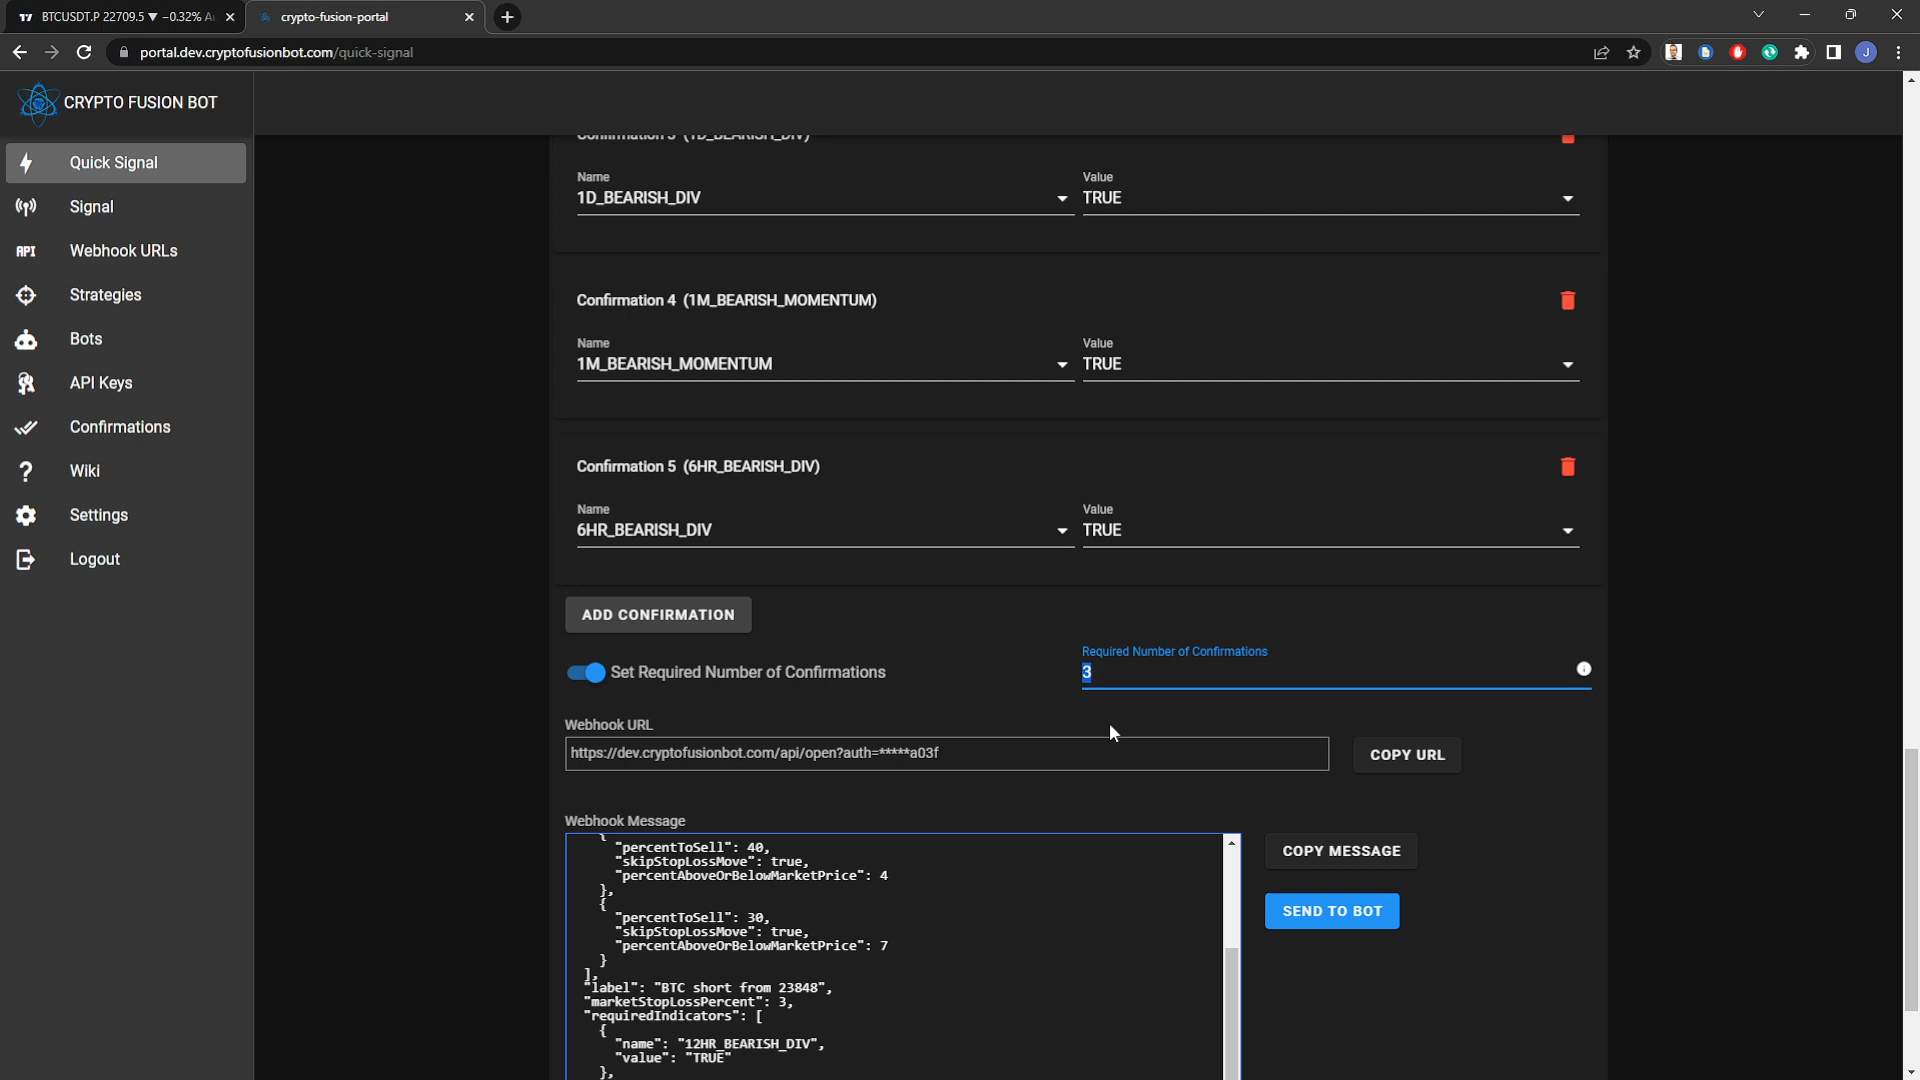 BTCUSDT.P 22709.5 ▼ −0.32%
crypto-fusion-portal
portal.dev.cryptofusionbot.com/quick-signal
J
CRYPTO FUSION BOT
Quick Signal
Signal
API Webhook URLs
Strategies
Bots
API Keys
Confirmations
Wiki
Settings
Logout
Confirmation 3 (1D_BEARISH_DIV)
Name
1D_BEARISH_DIV
Value
TRUE
Confirmation 4 (1M_BEARISH_MOMENTUM)
Name
1M_BEARISH_MOMENTUM
Value
TRUE
Confirmation 5 (6HR_BEARISH_DIV)
Name
6HR_BEARISH_DIV
Value
TRUE
ADD CONFIRMATION
Set Required Number of Confirmations
Required Number of Confirmations
3
Webhook URL
https://dev.cryptofusionbot.com/api/open?auth=*****a03f
COPY URL
Webhook Message
{
"percentToSell": 40,
"skipStopLossMove": true,
"percentAboveOrBelowMarketPrice": 4
},
{
"percentToSell": 30,
"skipStopLossMove": true,
"percentAboveOrBelowMarketPrice": 7
}
],
"label": "BTC short from 23848",
"marketStopLossPercent": 3,
"requiredIndicators": [
{
"name": "12HR_BEARISH_DIV",
"value": "TRUE"
},
COPY MESSAGE
SEND TO BOT